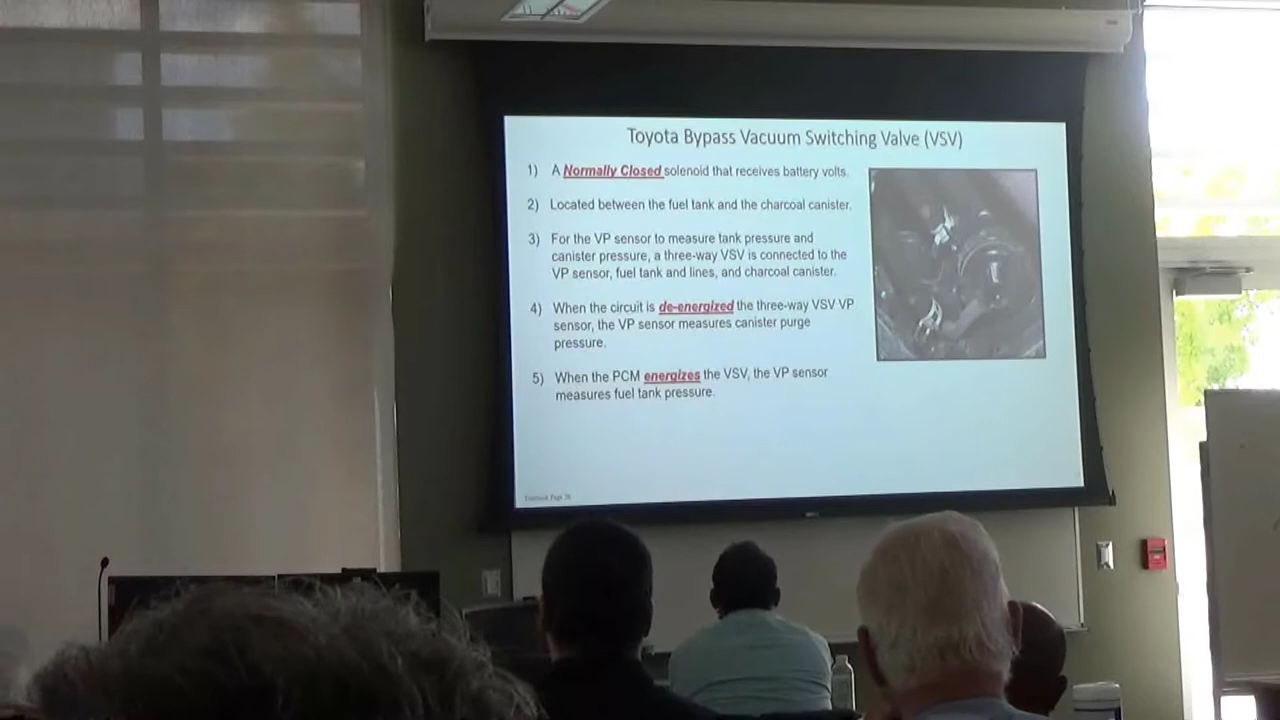 Toyota Bypass Vacuum Switching Valve (VSV)
1) A Normally Closed solenoid that receives battery volts.
2) Located between the fuel tank and the charcoal canister.
3) For the VP sensor to measure tank pressure and
canister pressure, a three-way VSV is connected to the
VP sensor, fuel tank and lines, and charcoal canister.
4) When the circuit is de-energized the three-way VSV VP
sensor, the VP sensor measures canister purge
pressure.
5) When the PCM energizes the VSV, the VP sensor
measures fuel tank pressure.